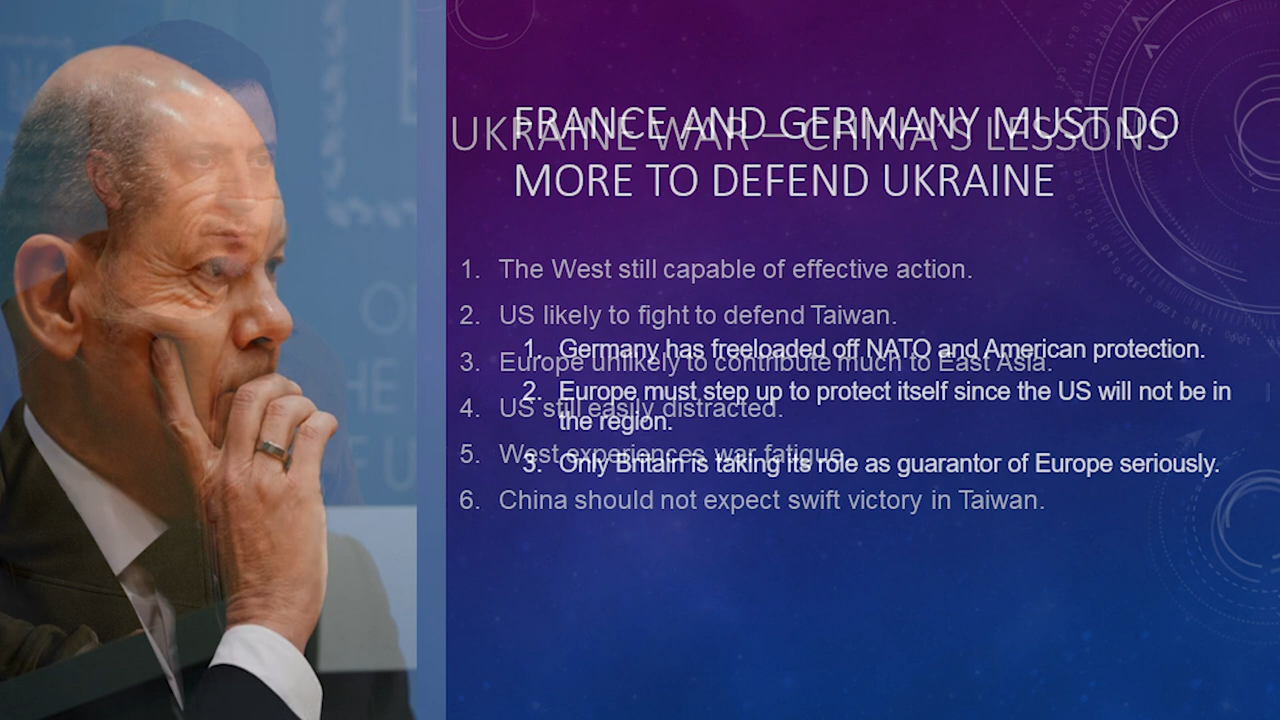 FRANCE AND GERMANY MUST DO
MORE TO DEFEND UKRAINE
UKRAINE WAR – CHINA'S LESSONS
1. The West still capable of effective action.
2. US likely to fight to defend Taiwan.
3. Europe unlikely to contribute much to East Asia.
4. US still easily distracted.
5. West experiences war fatigue.
6. China should not expect swift victory in Taiwan.
1. Germany has freeloaded off NATO and American protection.
2. Europe must step up to protect itself since the US will not be in
the region.
3. Only Britain is taking its role as guarantor of Europe seriously.